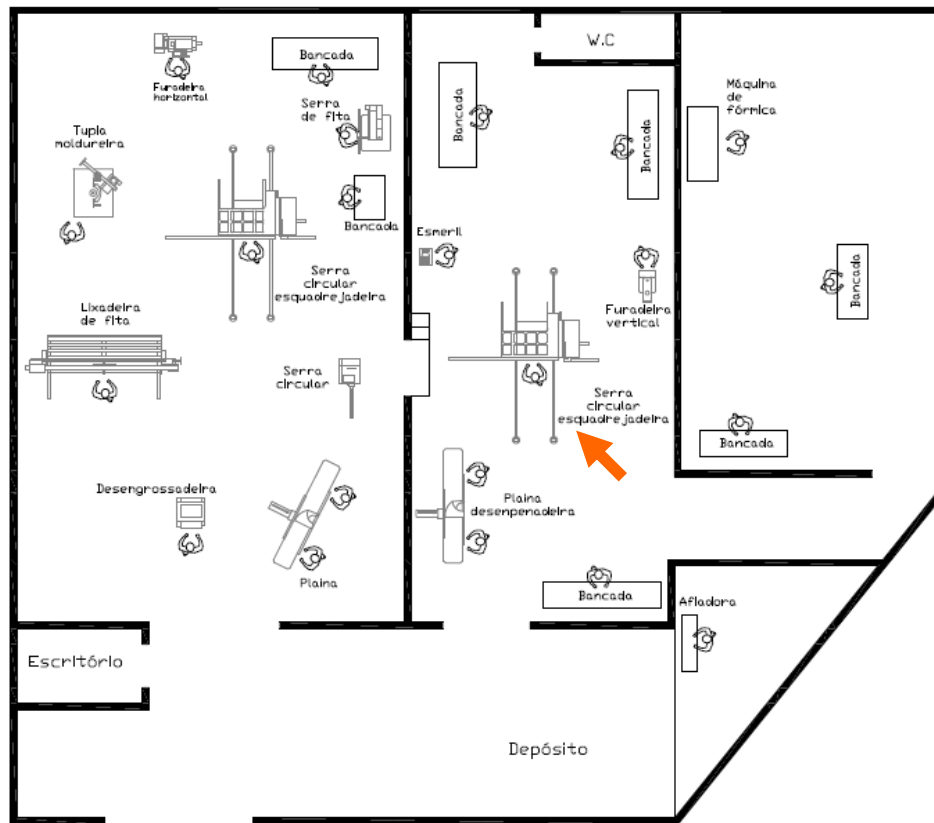 W.C
Bancada
Furadeira
horizontal
Serra
de fita
Bancada
Bancada
Máquina
de
fórmica
Tupia
moldureira
Bancada
Esmeril
Serra
circular
esquadrejadeira
Bancada
Furadeira
vertical
Lixadeira
de fita
Serra
circular
Serra
circular
esquadrejadeira
Bancada
Desengrossadeira
Plaina
desenpenadeira
Plaina
Bancada
Afiadora
Escritório
Depósito